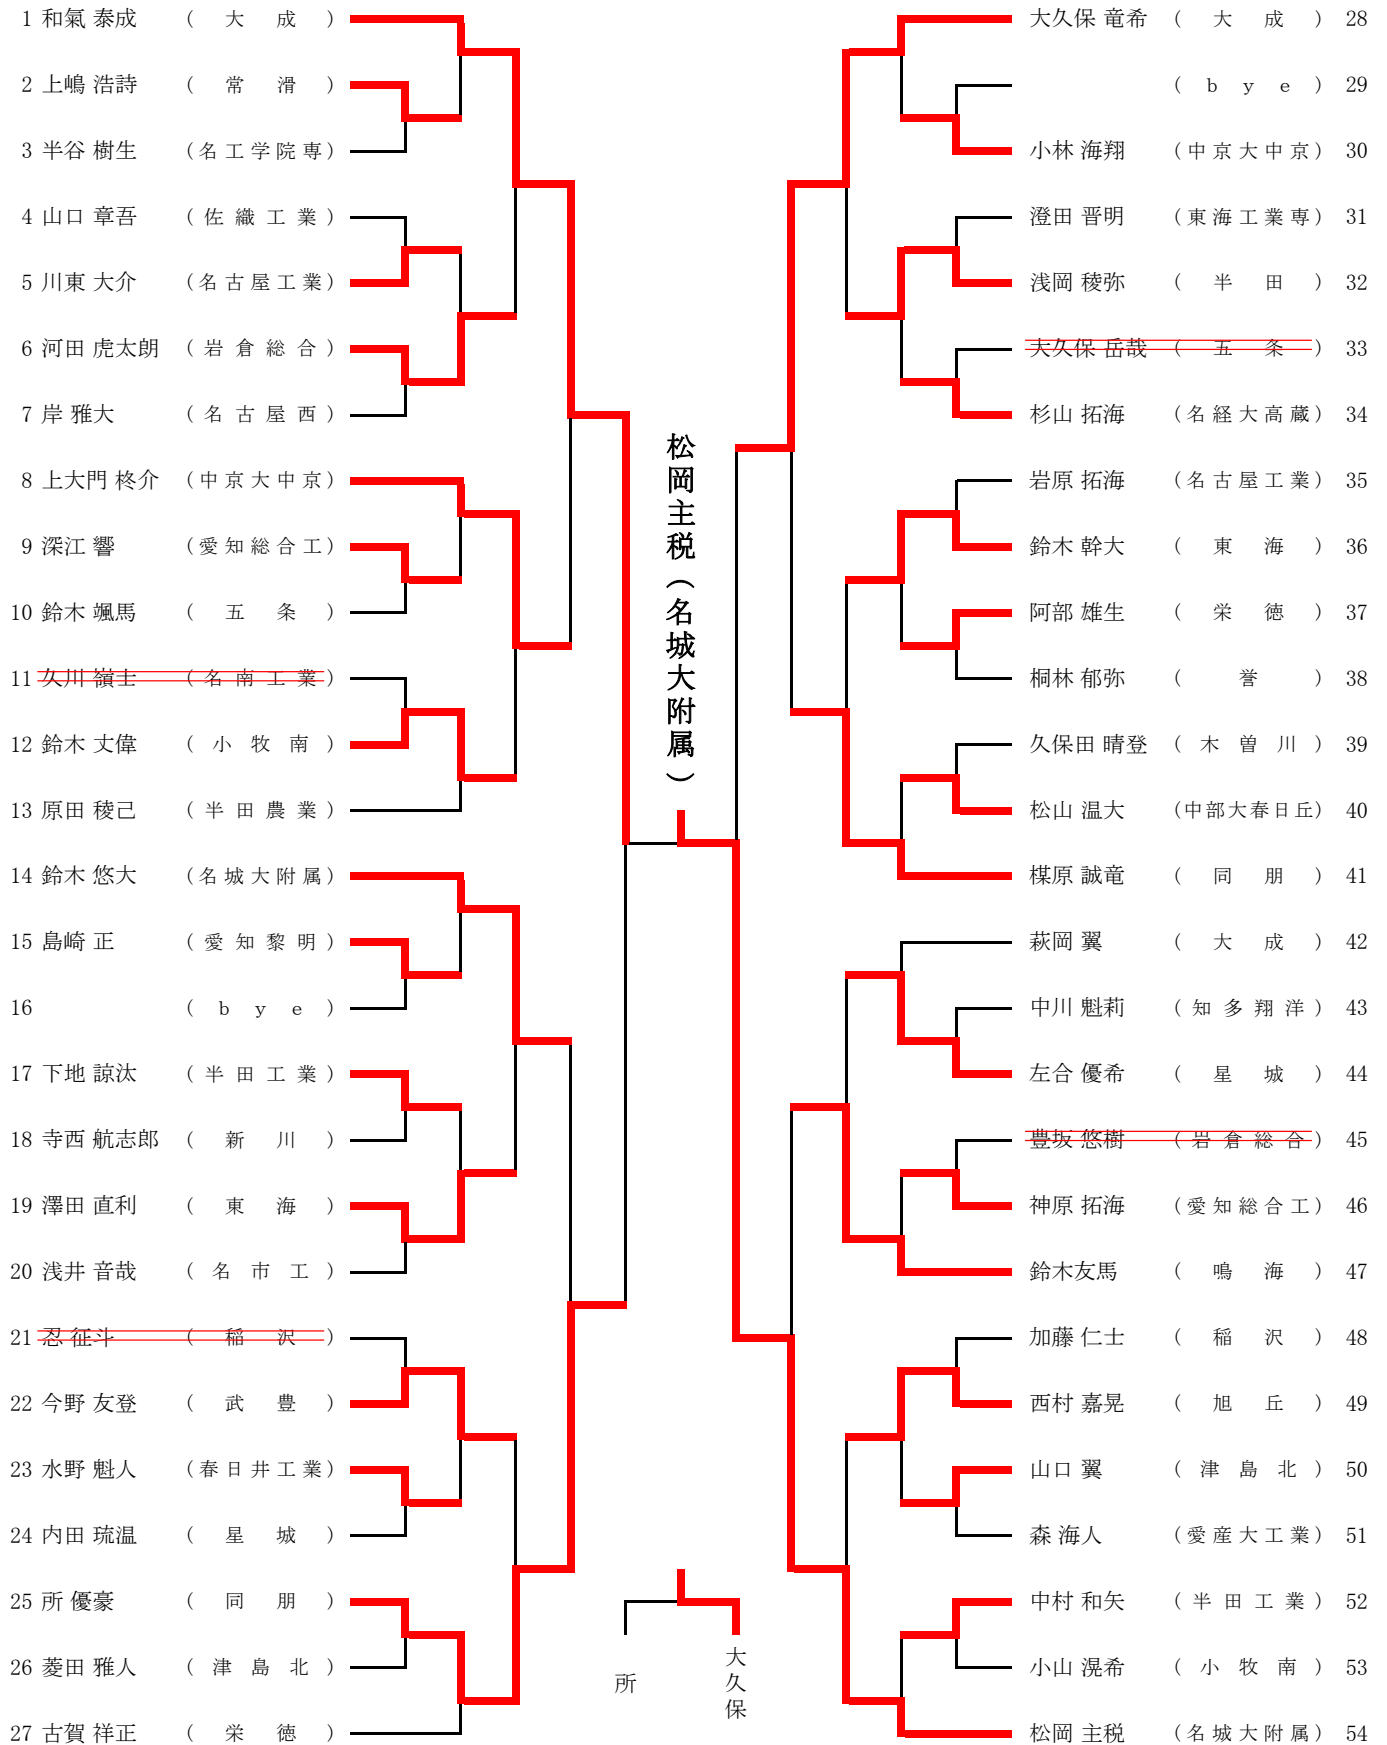 1 和氣 泰成 (大成)
2 上嶋 浩詩 (常滑)
3 半谷 樹生 (名工学院専)
4 山口 章吾 (佐織工業)
5 川東 大介 (名古屋工業)
6 河田 虎太朗 (岩倉総合)
7 岸 雅大 (名古屋西)
8 上大門 柊介 (中京大中京)
9 深江 響 (愛知総合工)
10 鈴木 颯馬 (五条)
11 久川 嶺士 (名南工業)
12 鈴木 丈偉 (小牧南)
13 原田 稜己 (半田農業)
14 鈴木 悠大 (名城大附属)
15 島崎 正 (愛知黎明)
16 (bye)
17 下地 諒汰 (半田工業)
18 寺西 航志郎 (新川)
19 澤田 直利 (東海)
20 浅井 音哉 (名市工)
21 忍 征斗 (稲沢)
22 今野 友登 (武豊)
23 水野 魁人 (春日井工業)
24 内田 琉温 (星城)
25 所 優豪 (同朋)
26 菱田 雅人 (津島北)
27 古賀 祥正 (栄徳)
松岡主税(名城大附属)
所
大久保
大久保 竜希 (大成) 28
(bye) 29
小林 海翔 (中京大中京) 30
澄田 晋明 (東海工業専) 31
浅岡 稜弥 (半田) 32
大久保 岳哉 (五条) 33
杉山 拓海 (名経大高蔵) 34
岩原 拓海 (名古屋工業) 35
鈴木 幹大 (東海) 36
阿部 雄生 (栄徳) 37
桐林 郁弥 (誉) 38
久保田 晴登 (木曽川) 39
松山 温大 (中部大春日丘) 40
楳原 誠竜 (同朋) 41
萩岡 翼 (大成) 42
中川 魁莉 (知多翔洋) 43
左合 優希 (星城) 44
豊坂 悠樹 (岩倉総合) 45
神原 拓海 (愛知総合工) 46
鈴木友馬 (鳴海) 47
加藤 仁士 (稲沢) 48
西村 嘉晃 (旭丘) 49
山口 翼 (津島北) 50
森 海人 (愛産大工業) 51
中村 和矢 (半田工業) 52
小山 滉希 (小牧南) 53
松岡 主税 (名城大附属) 54